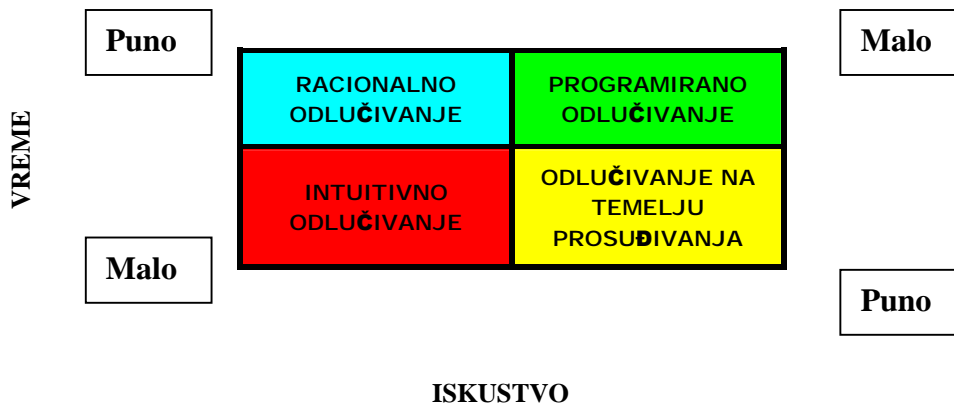 Puno
Malo
RACIONALNO
ODLUČIVANJE
PROGRAMIRANO
ODLUČIVANJE
VREME
INTUITIVNO
ODLUČIVANJE
ODLUČIVANJE NA
TEMELJU
PROSUĐIVANJA
Malo
Puno
ISKUSTVO